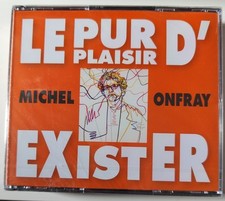 LE PUR D'
PLAISIR
MICHEL ONFRAY
EXISTER